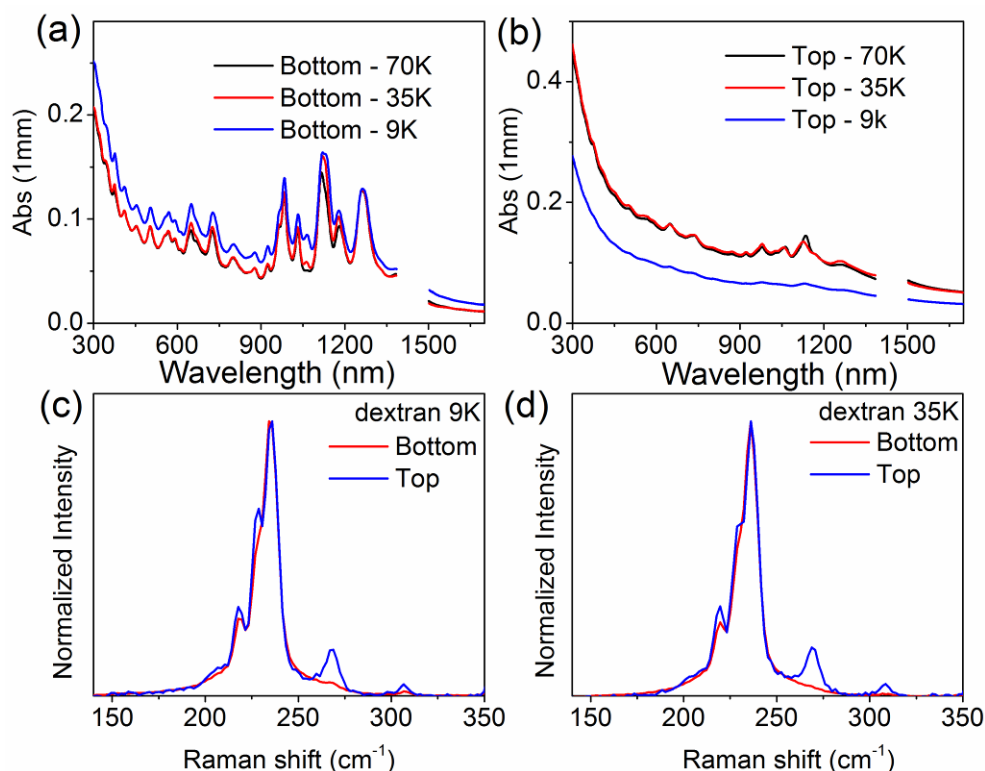 (a)
Bottom - 70K
Bottom - 35K
Bottom - 9K
Abs (1mm)
0.2
0.1
0.0
300 600 900 1200 1500
Wavelength (nm)
(b)
Top - 70K
Top - 35K
Top - 9k
Abs (1mm)
0.4
0.2
0.0
300 600 900 1200 1500
Wavelength (nm)
(c)
dextran 9K
Bottom
Top
Normalized Intensity
150 200 250 300 350
Raman shift (cm⁻¹)
(d)
dextran 35K
Bottom
Top
Normalized Intensity
150 200 250 300 350
Raman shift (cm⁻¹)